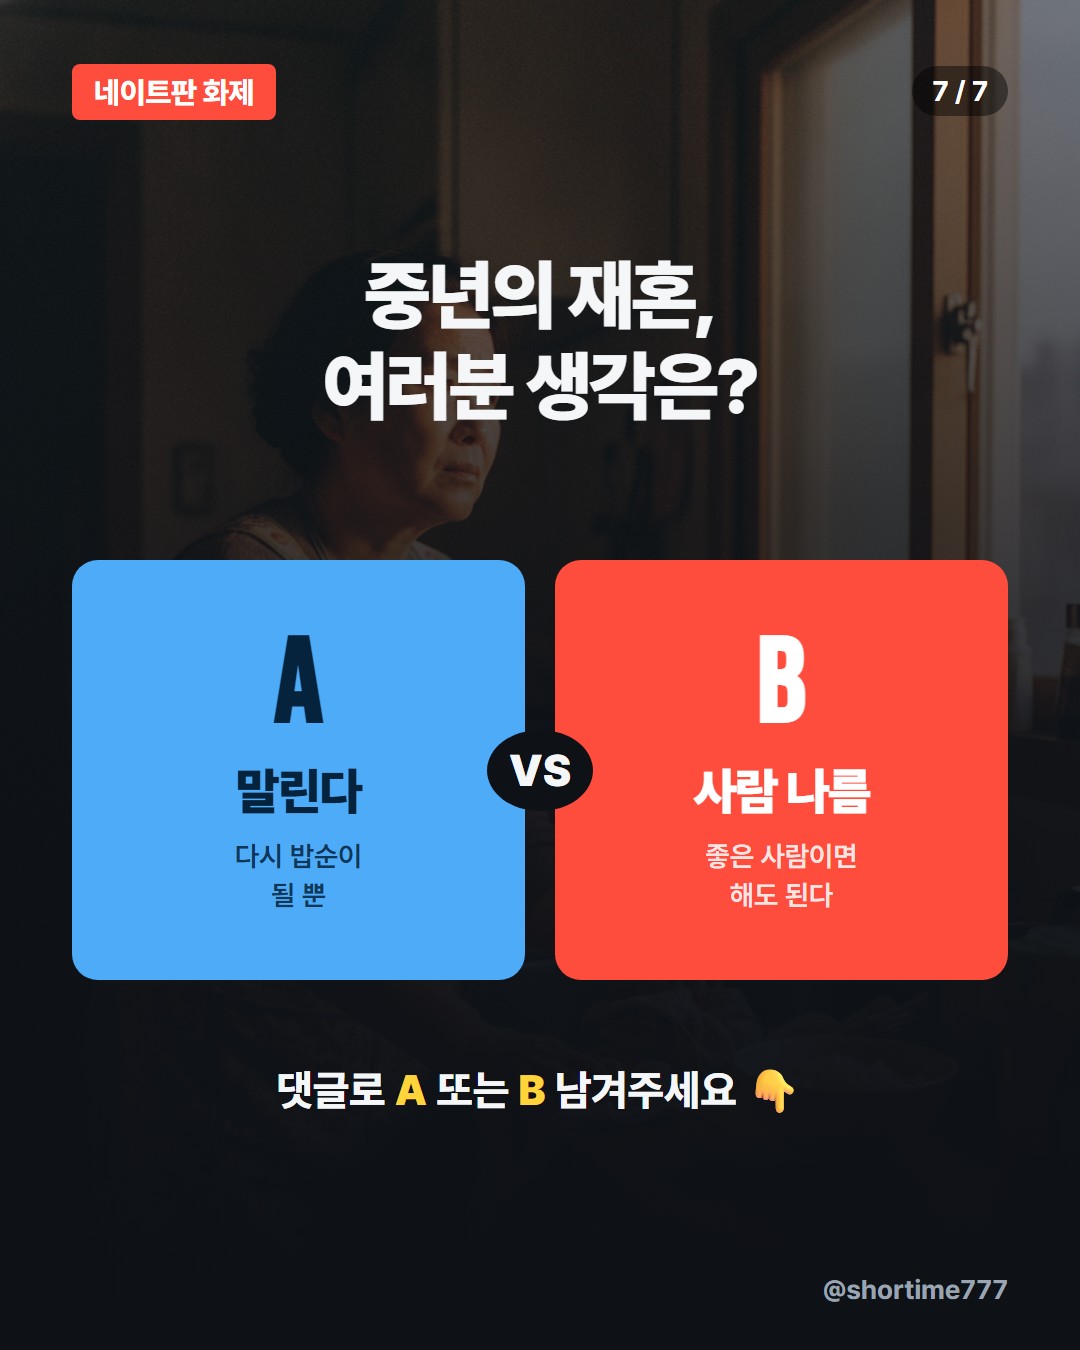 네이트판 화제
7 / 7
중년의 재혼,
여러분 생각은?
A
말린다
다시 밥순이
될 뿐
VS
B
사람 나름
좋은 사람이면
해도 된다
댓글로 A 또는 B 남겨주세요 👇
@shortime777